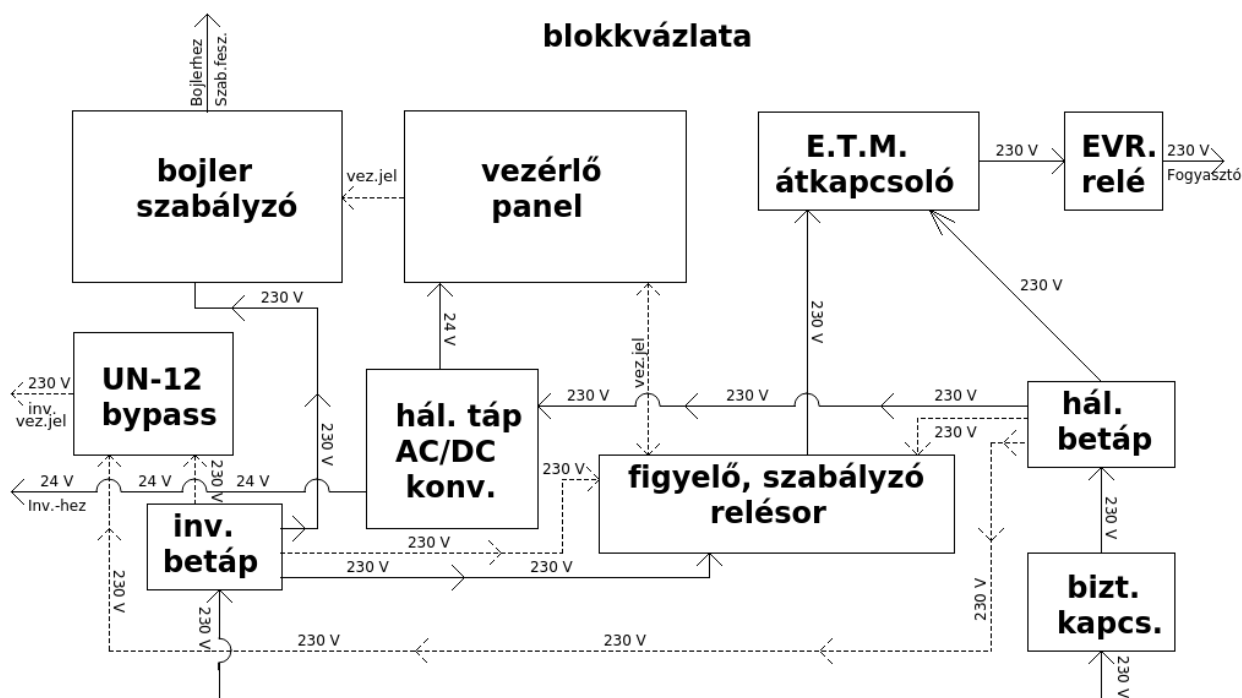 blokkvázlata
Bojlerhez
Szab.fesz.
bojler
szabályzó
vez.jel
vezérlő
panel
E.T.M.
átkapcsoló
230 V
EVR.
relé
230 V
Fogyasztó
230 V
24 V
vez.jel
230 V
230 V
UN-12
bypass
230 V
inv.
vez.jel
230 V
hál. táp
AC/DC
konv.
230 V
230 V
230 V
230 V
hál.
betáp
24 V
24 V
24 V
Inv.-hez
230 V
230 V
figyelő, szabályzó
relésor
230 V
inv.
betáp
230 V
230 V
230 V
bizt.
kapcs.
230 V
230 V
230 V
230 V
230 V
230 V